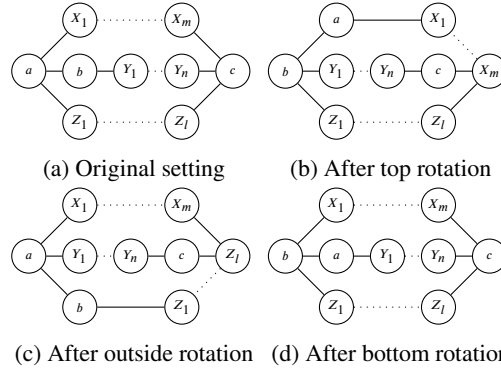 X₁ Xₘ
a b Y₁ Yₙ c
Z₁ Zₗ
(a) Original setting
a X₁
b Y₁ Yₙ c Xₘ
Z₁ Zₗ
(b) After top rotation
X₁ Xₘ
a Y₁ Yₙ c Zₗ
b Z₁
(c) After outside rotation
X₁ Xₘ
b a Y₁ Yₙ c
Z₁ Zₗ
(d) After bottom rotation